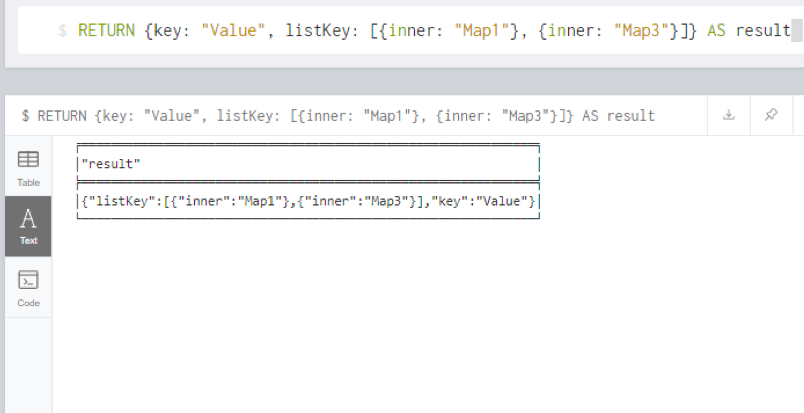 $ RETURN {key: "Value", listKey: [{inner: "Map1"}, {inner: "Map3"}]} AS result
$ RETURN {key: "Value", listKey: [{inner: "Map1"}, {inner: "Map3"}]} AS result
"result"
Table
{"listKey":[{"inner":"Map1"},{"inner":"Map3"}],"key":"Value"}
A
Text
Code